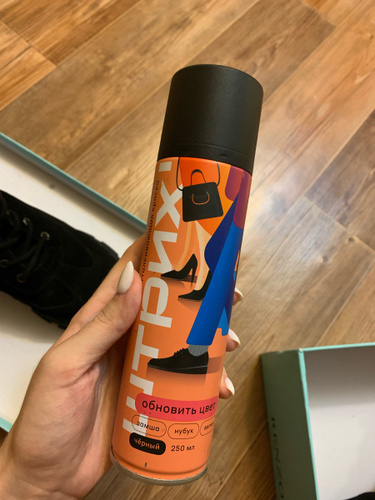 ШТРИХ
обновить цвет
замша нубук
чёрный 250 мл